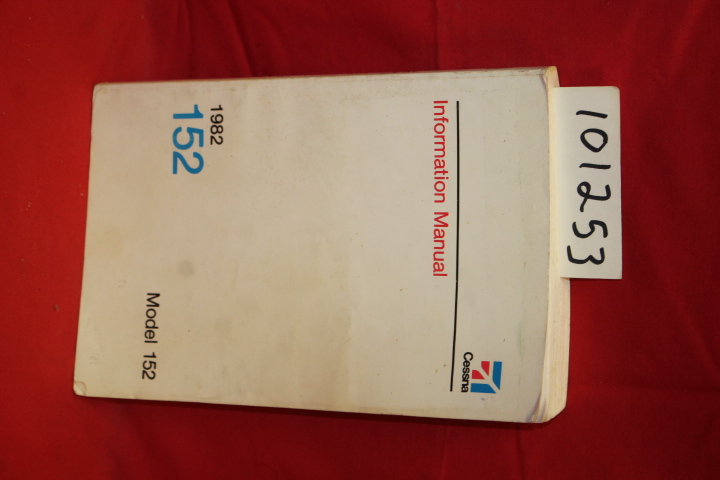 Cessna
Information Manual
1982
152
Model 152
101253